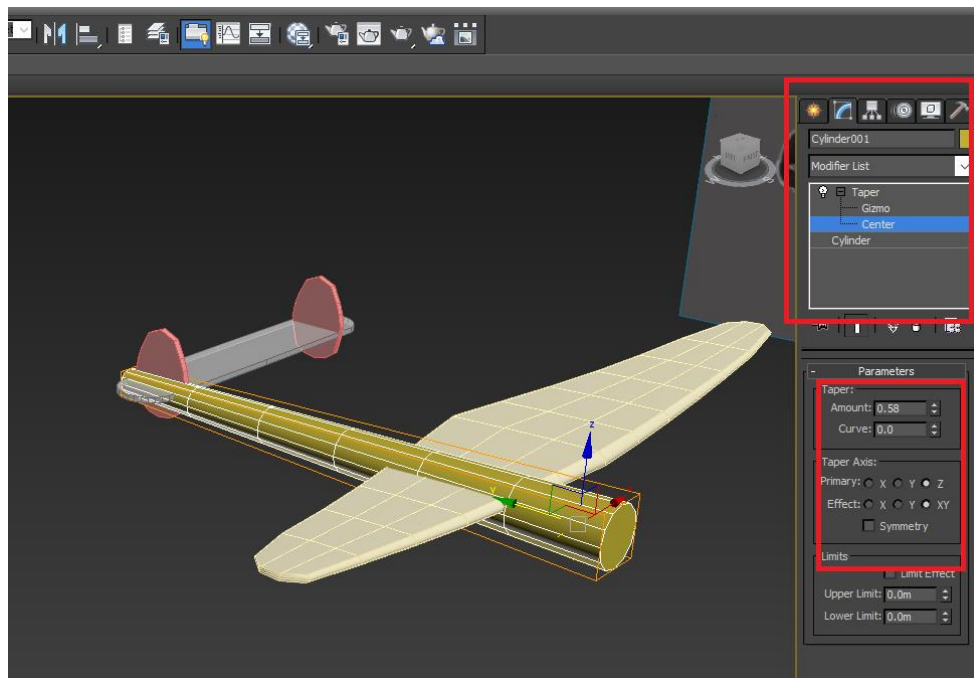 Cylinder001
Modifier List
Taper
Gizmo
Center
Cylinder
- Parameters
Taper:
Amount: 0.58
Curve: 0.0
Taper Axis:
Primary: X Y Z
Effect: X Y XY
Symmetry
Limits
Limit Effect
Upper Limit: 0.0m
Lower Limit: 0.0m
z
y